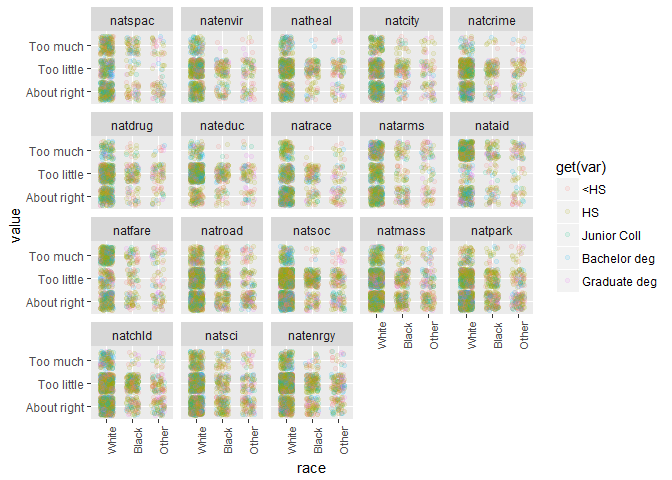 natspac natenvir natheal natcity natcrime
Too much
Too little
About right
natdrug nateduc natrace natarms nataid
Too much
Too little
About right
natfare natroad natsoc natmass natpark
Too much
Too little
About right
natchld natsci natenrgy
Too much
Too little
About right
White Black Other White Black Other White Black Other White Black Other White Black Other
race
value
get(var)
<HS
HS
Junior Coll
Bachelor deg
Graduate deg